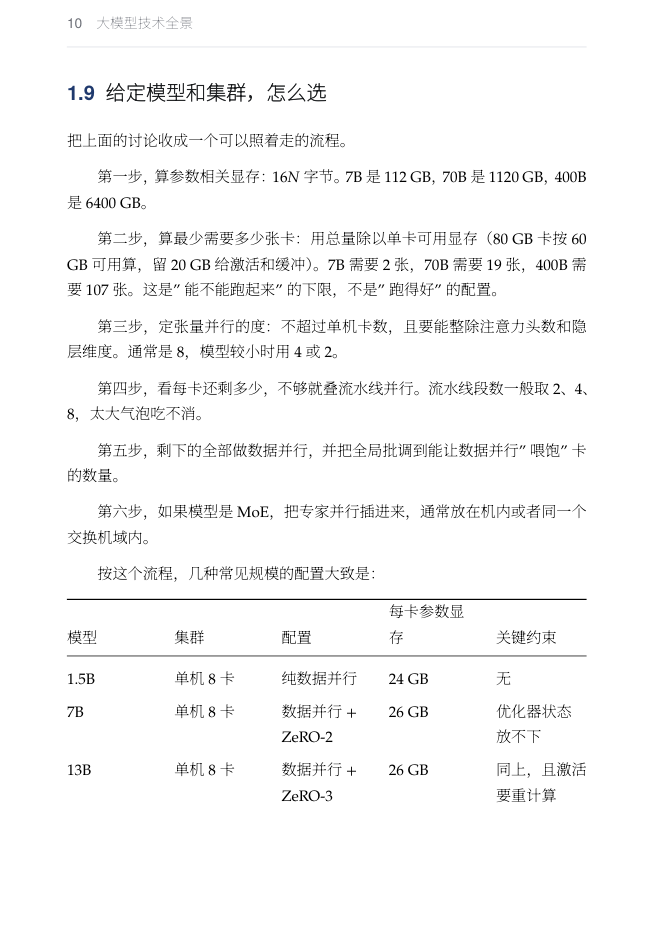 10 大模型技术全景
1.9 给定模型和集群，怎么选
把上面的讨论收成一个可以照着走的流程。
第一步，算参数相关显存：16N 字节。7B 是 112 GB，70B 是 1120 GB，400B
是 6400 GB。
第二步，算最少需要多少张卡：用总量除以单卡可用显存（80 GB 卡按 60
GB 可用算，留 20 GB 给激活和缓冲）。7B 需要 2 张，70B 需要 19 张，400B 需
要 107 张。这是”能不能跑起来”的下限，不是”跑得好”的配置。
第三步，定张量并行的度：不超过单机卡数，且要能整除注意力头数和隐
层维度。通常是 8，模型较小时用 4 或 2。
第四步，看每卡还剩多少，不够就叠流水线并行。流水线段数一般取 2、4、
8，太大气泡吃不消。
第五步，剩下的全部做数据并行，并把全局批调到能让数据并行”喂饱”卡
的数量。
第六步，如果模型是 MoE，把专家并行插进来，通常放在机内或者同一个
交换机域内。
按这个流程，几种常见规模的配置大致是：
模型 集群 配置 每卡参数显存 关键约束
1.5B 单机 8 卡 纯数据并行 24 GB 无
7B 单机 8 卡 数据并行 + 26 GB 优化器状态
ZeRO-2 放不下
13B 单机 8 卡 数据并行 + 26 GB 同上，且激活
ZeRO-3 要重计算